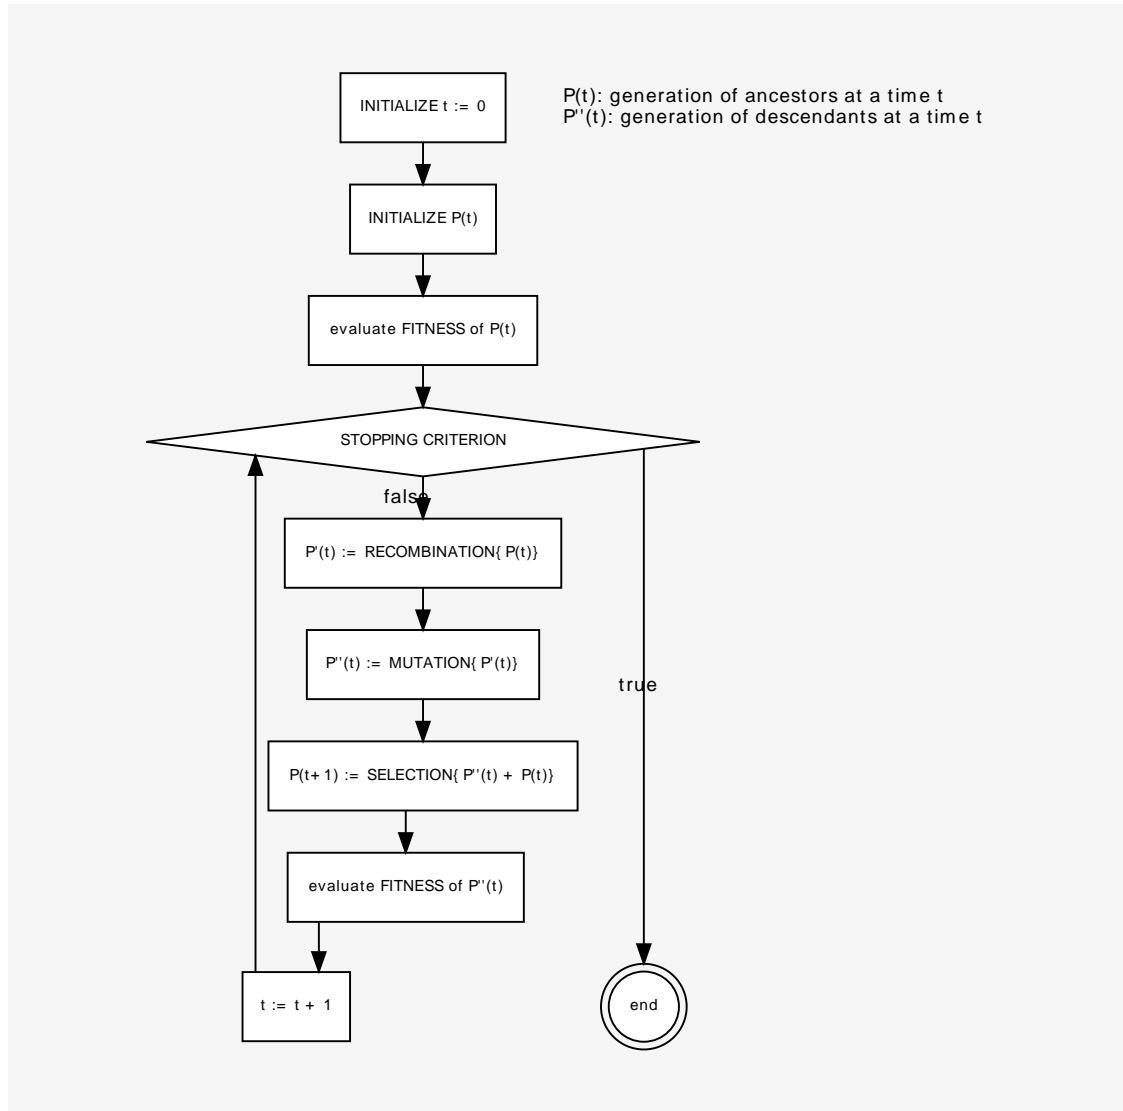 INITIALIZE t := 0
P(t): generation of ancestors at a time t
P''(t): generation of descendants at a time t
INITIALIZE P(t)
evaluate FITNESS of P(t)
STOPPING CRITERION
false
P'(t) := RECOMBINATION{P(t)}
P''(t) := MUTATION{P'(t)}
true
P(t+1) := SELECTION{P''(t) + P(t)}
evaluate FITNESS of P''(t)
t := t + 1
end